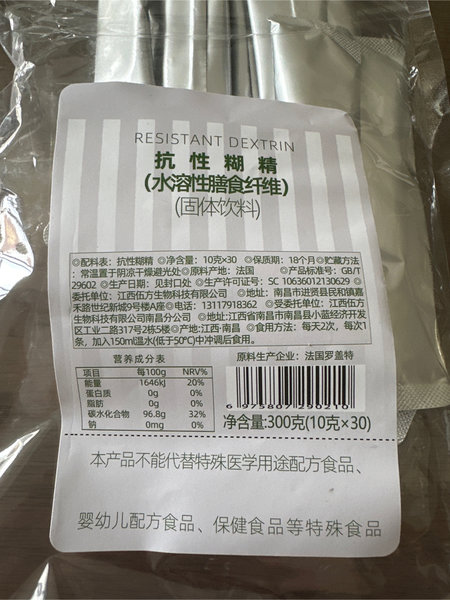 RESISTANT DEXTRIN
抗性糊精
(水溶性膳食纤维)
(固体饮料)
◎配料表：抗性糊精 ◎净含量：10克×30 ◎保质期：18个月◎贮藏方法
：常温置于阴凉干燥避光处◎原料产地：法国 ◎产品标准号：GB/T
29602 ◎生产日期：见封口处 ◎生产许可证号：SC 10636012130629 ◎
委托单位：江西伍方生物科技有限公司 ◎地址：南昌市进贤县民和镇嘉
禾路世纪新城9号楼A座 ◎电话：13117918362 ◎受委托单位：江西伍方
生物科技有限公司南昌分公司 ◎地址：江西省南昌市南昌县小蓝经济开发
区工业二路317号2栋5楼◎产地：江西·南昌 ◎食用方法：每天2次，每次1
条，加入150ml温水(低于50℃)中冲调后食用。
营养成分表
项目 每100g NRV%
能量 1646kJ 20%
蛋白质 0g 0%
脂肪 0g 0%
碳水化合物 96.8g 32%
钠 0mg 0%
原料生产企业：法国罗盖特
6 975807 290210
净含量:300克(10克×30)
本产品不能代替特殊医学用途配方食品、
婴幼儿配方食品、保健食品等特殊食品